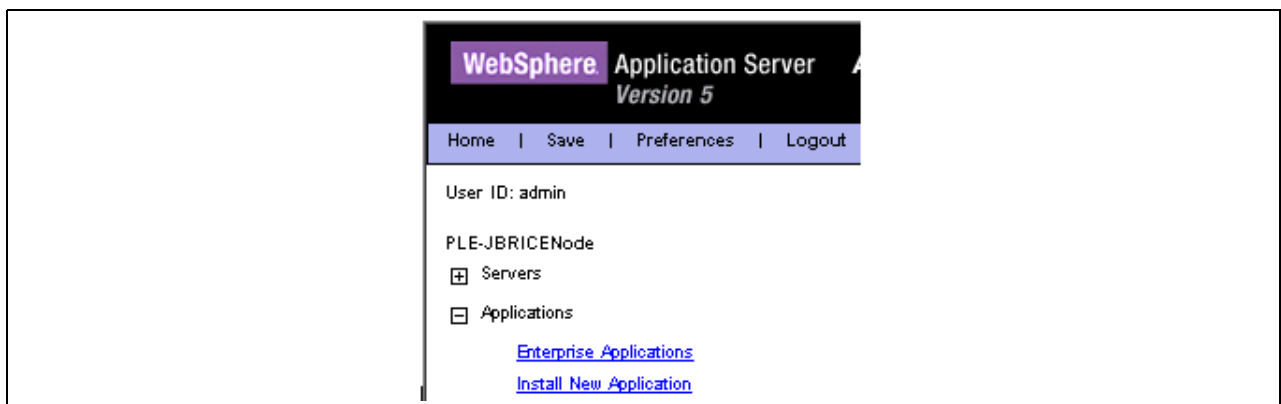 WebSphere. Application Server
Version 5
Home | Save | Preferences | Logout
User ID: admin
PLE-JBRICENode
Servers
Applications
Enterprise Applications
Install New Application